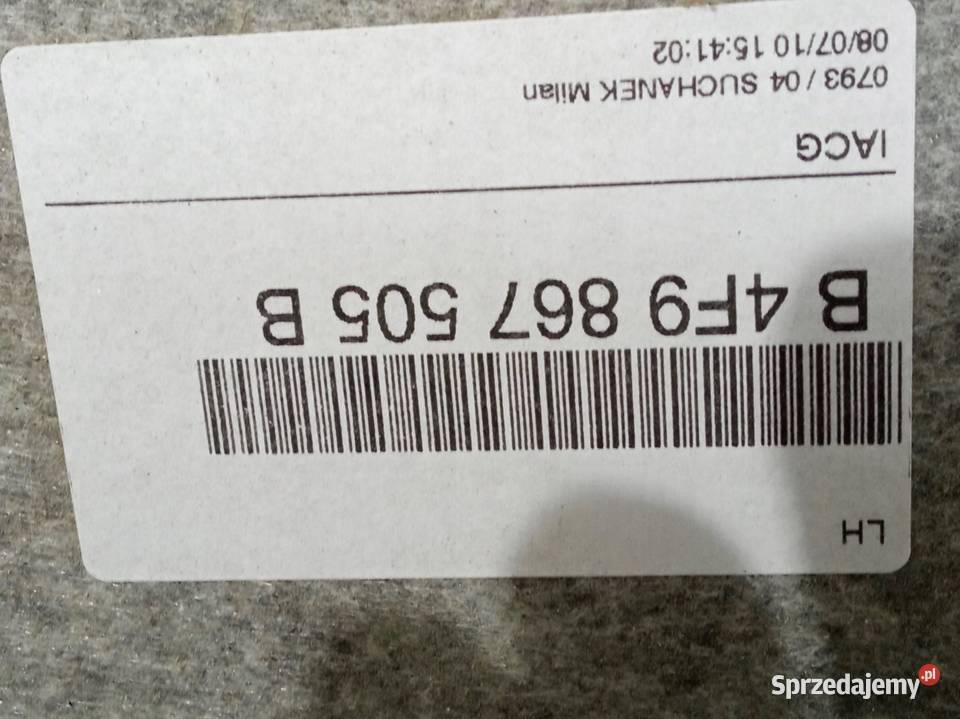 LH
B 4F9 867 505 B
IACG
0793 / 04 SUCHANEK Milan
08/07/10 15:41:02
Sprzedajemy.pl